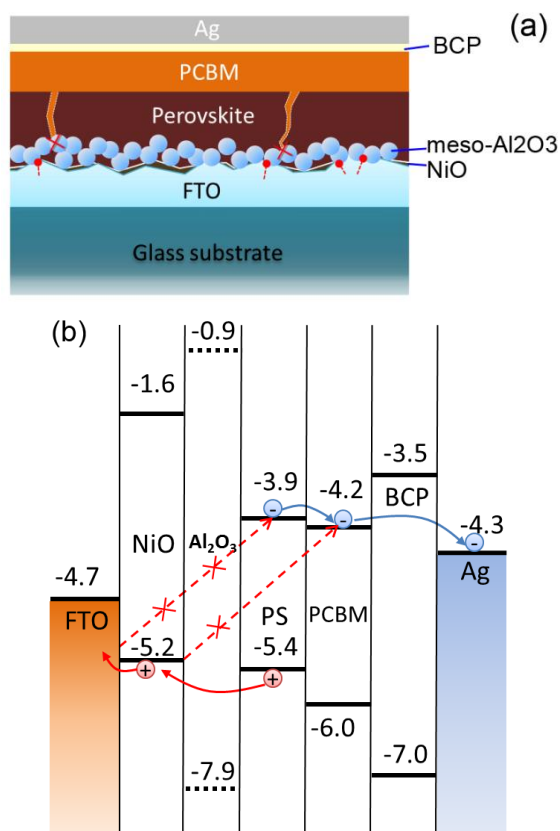 Ag
(a)
BCP
PCBM
Perovskite
meso-Al2O3
NiO
FTO
Glass substrate
(b)
-0.9
-1.6
-3.5
-3.9
-4.2
BCP
-4.3
NiO
Al₂O₃
-4.7
Ag
FTO
PS
PCBM
-5.2
-5.4
-6.0
-7.0
-7.9
-
-
-
+
+